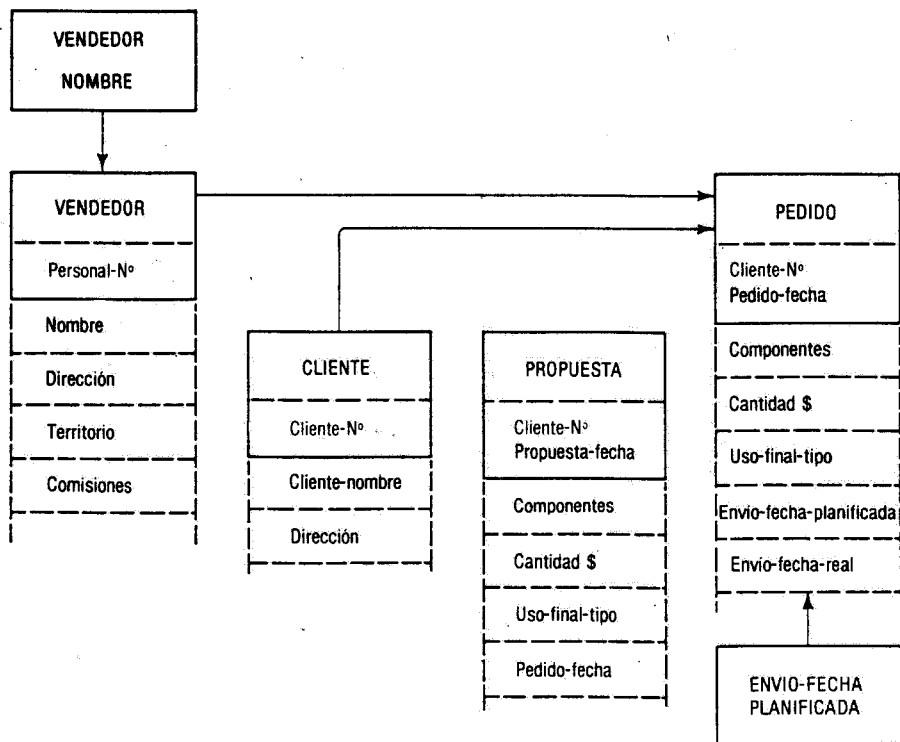 VENDEDOR
NOMBRE
VENDEDOR
Personal-Nº
Nombre
Dirección
Territorio
Comisiones
CLIENTE
Cliente-Nº
Cliente-nombre
Dirección
PROPUESTA
Cliente-Nº
Propuesta-fecha
Componentes
Cantidad $
Uso-final-tipo
Pedido-fecha
PEDIDO
Cliente-Nº
Pedido-fecha
Componentes
Cantidad $
Uso-final-tipo
Envio-fecha-planificada
Envio-fecha-real
ENVIO-FECHA
PLANIFICADA